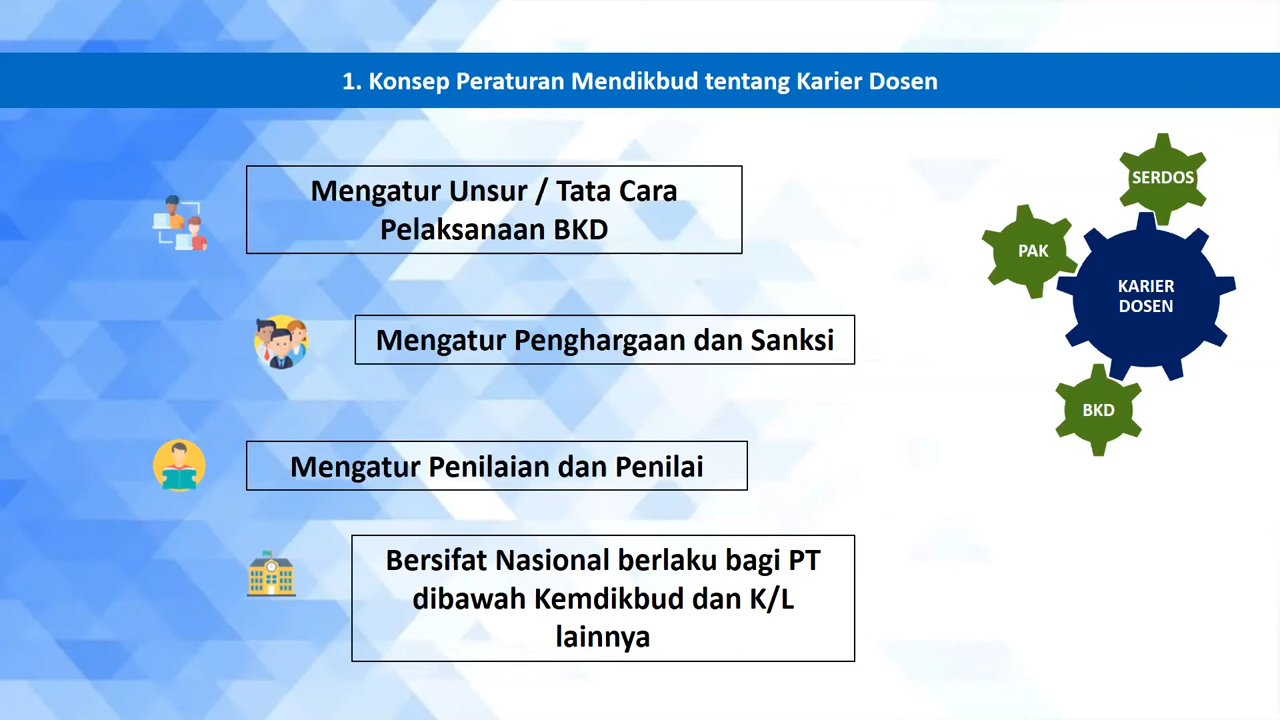 1. Konsep Peraturan Mendikbud tentang Karier Dosen
Mengatur Unsur / Tata Cara
Pelaksanaan BKD
Mengatur Penghargaan dan Sanksi
Mengatur Penilaian dan Penilai
Bersifat Nasional berlaku bagi PT
dibawah Kemdikbud dan K/L
lainnya
SERDOS
PAK
KARIER
DOSEN
BKD